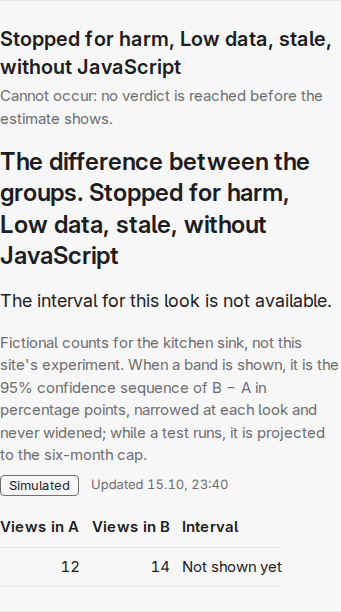 Stopped for harm, Low data, stale,
without JavaScript
Cannot occur: no verdict is reached before the
estimate shows.
The difference between the
groups. Stopped for harm,
Low data, stale, without
JavaScript
The interval for this look is not available.
Fictional counts for the kitchen sink, not this
site's experiment. When a band is shown, it is the
95% confidence sequence of B − A in
percentage points, narrowed at each look and
never widened; while a test runs, it is projected
to the six-month cap.
Simulated Updated 15.10, 23:40
Views in A Views in B Interval
12 14 Not shown yet